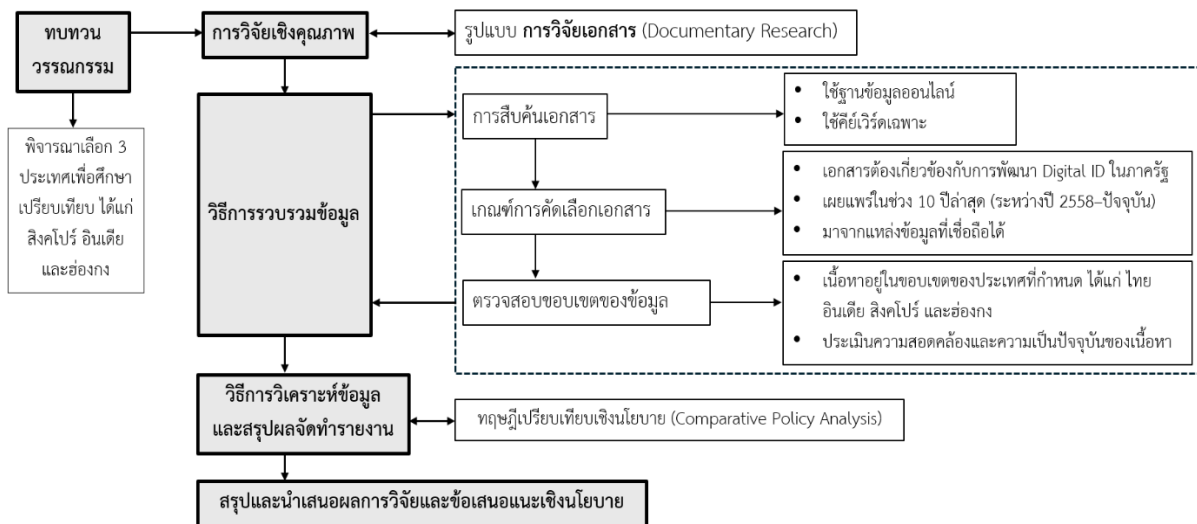 ทบทวน
วรรณกรรม
การวิจัยเชิงคุณภาพ
รูปแบบ การวิจัยเอกสาร (Documentary Research)
พิจารณาเลือก 3
ประเทศเพื่อศึกษา
เปรียบเทียบ ได้แก่
สิงคโปร์ อินเดีย
และฮ่องกง
วิธีการรวบรวมข้อมูล
การสืบค้นเอกสาร
• ใช้ฐานข้อมูลออนไลน์
• ใช้คีย์เวิร์ดเฉพาะ
เกณฑ์การคัดเลือกเอกสาร
• เอกสารต้องเกี่ยวข้องกับการพัฒนา Digital ID ในภาครัฐ
• เผยแพร่ในช่วง 10 ปีล่าสุด (ระหว่างปี 2558–ปัจจุบัน)
• มาจากแหล่งข้อมูลที่เชื่อถือได้
ตรวจสอบขอบเขตของข้อมูล
• เนื้อหาอยู่ในขอบเขตของประเทศที่กำหนด ได้แก่ ไทย
อินเดีย สิงคโปร์ และฮ่องกง
• ประเมินความสอดคล้องและความเป็นปัจจุบันของเนื้อหา
วิธีการวิเคราะห์ข้อมูล
และสรุปผลจัดทำรายงาน
ทฤษฎีเปรียบเทียบเชิงนโยบาย (Comparative Policy Analysis)
สรุปและนำเสนอผลการวิจัยและข้อเสนอแนะเชิงนโยบาย